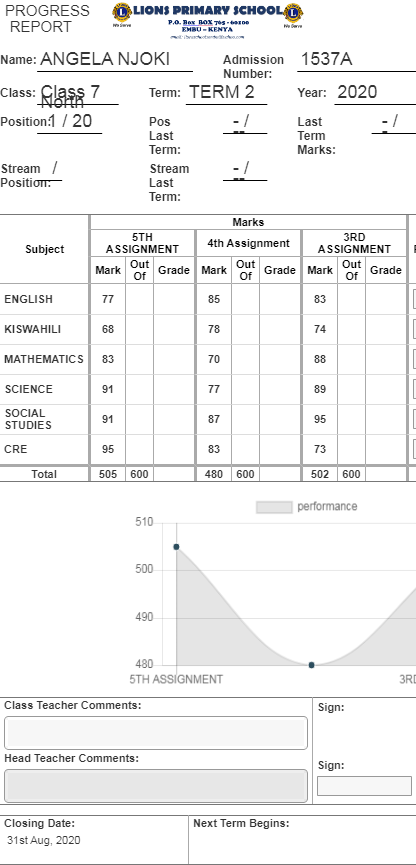 PROGRESS REPORT
LIONS PRIMARY SCHOOL
We Serve We Serve
P.O. Box BOX 705 - 60100
EMBU – KENYA
Name: ANGELA NJOKI Admission Number: 1537A
Class: Class 7 North Term: TERM 2 Year: 2020
Position: 1 / 20 Pos Last Term: - / -- Last Term Marks: - / --
Stream Position: / Stream Last Term: - / --
Marks
Subject 5TH ASSIGNMENT 4th Assignment 3RD ASSIGNMENT
Mark Out Of Grade Mark Out Of Grade Mark Out Of Grade
ENGLISH 77 85 83
KISWAHILI 68 78 74
MATHEMATICS 83 70 88
SCIENCE 91 77 89
SOCIAL STUDIES 91 87 95
CRE 95 83 73
Total 505 600 480 600 502 600
performance
510
500
490
480
5TH ASSIGNMENT 3RD
Class Teacher Comments: Sign:
Head Teacher Comments: Sign:
Closing Date: Next Term Begins:
31st Aug, 2020